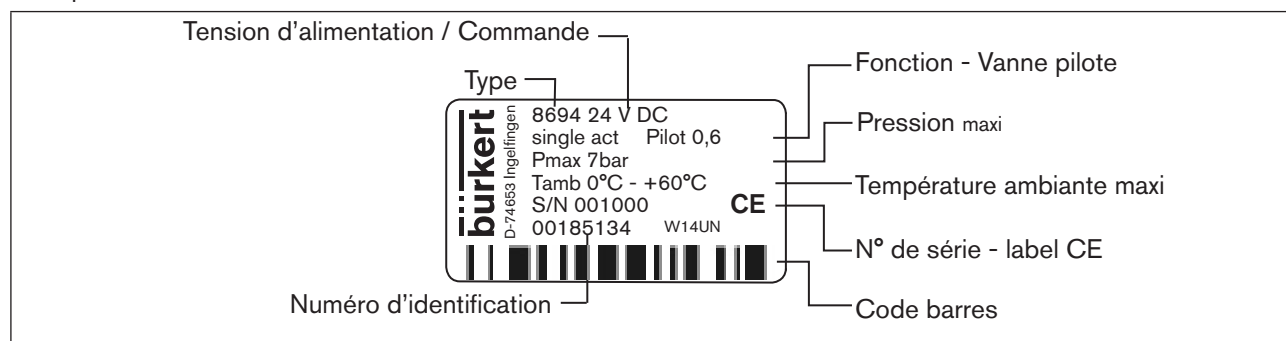 Tension d'alimentation / Commande
Type
Fonction - Vanne pilote
Pression maxi
Température ambiante maxi
N° de série - label CE
Code barres
Numéro d'identification
bürkert
D-74653 Ingelfingen
8694 24 V DC
single act Pilot 0,6
Pmax 7bar
Tamb 0°C - +60°C
S/N 001000 CE
00185134 W14UN